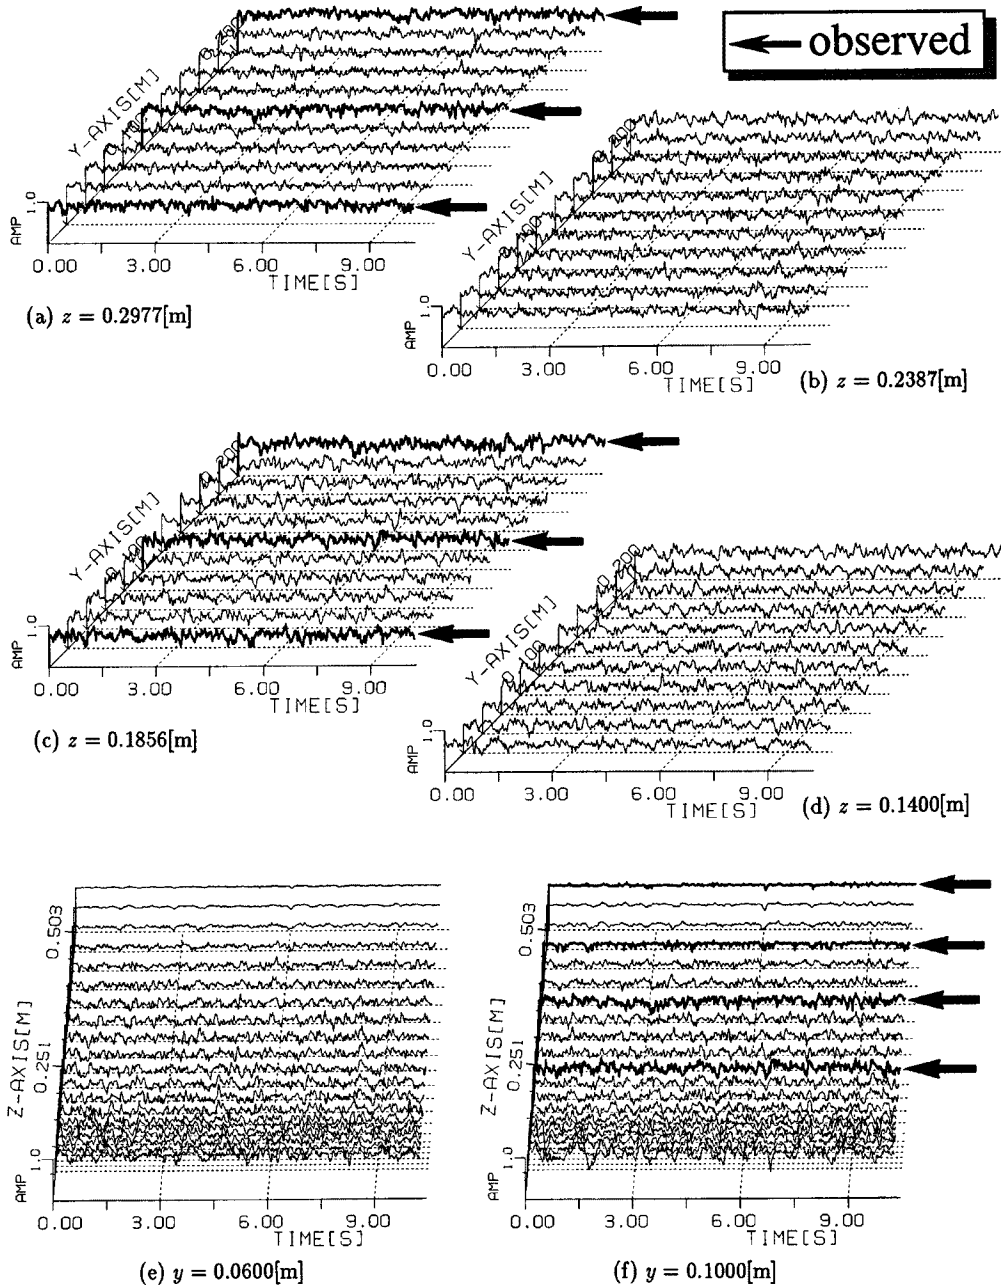 observed
0.200
Y-AXIS[M]
0.100
1.0
AMP
0.00 3.00 6.00 9.00
TIME[S]
(a) z = 0.2977[m]
0.200
Y-AXIS[M]
0.100
1.0
AMP
0.00 3.00 6.00 9.00
TIME[S]
(b) z = 0.2387[m]
0.200
Y-AXIS[M]
0.100
1.0
AMP
0.00 3.00 6.00 9.00
TIME[S]
(c) z = 0.1856[m]
0.200
Y-AXIS[M]
0.100
1.0
AMP
0.00 3.00 6.00 9.00
TIME[S]
(d) z = 0.1400[m]
0.503
Z-AXIS[M]
0.251
1.0
AMP
0.00 3.00 6.00 9.00
TIME[S]
(e) y = 0.0600[m]
0.503
Z-AXIS[M]
0.251
1.0
AMP
0.00 3.00 6.00 9.00
TIME[S]
(f) y = 0.1000[m]